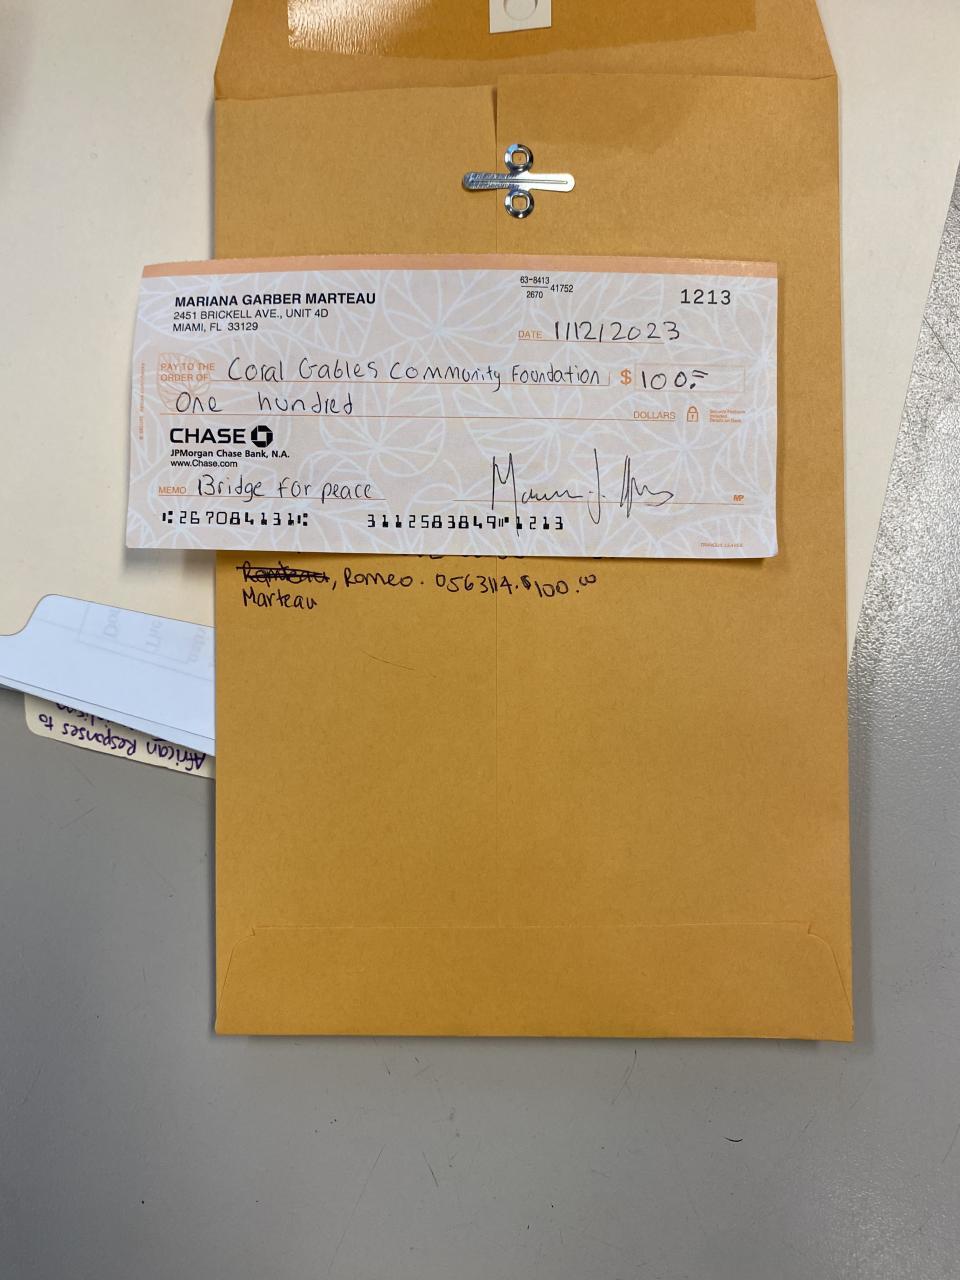 MARIANA GARBER MARTEAU
2451 BRICKELL AVE., UNIT 4D
MIAMI, FL 33129
63-8413 41752
2670
1213
DATE 1/12/2023
PAY TO THE
ORDER OF Coral Gables Community Foundation $ 100.=
One hundred DOLLARS
CHASE
JPMorgan Chase Bank, N.A.
www.Chase.com
MEMO Bridge for peace
MP
⑆267084131⑆ 3112583849⑈1213
, Romeo. 0563114. $100.00
Marteau
African Responses to